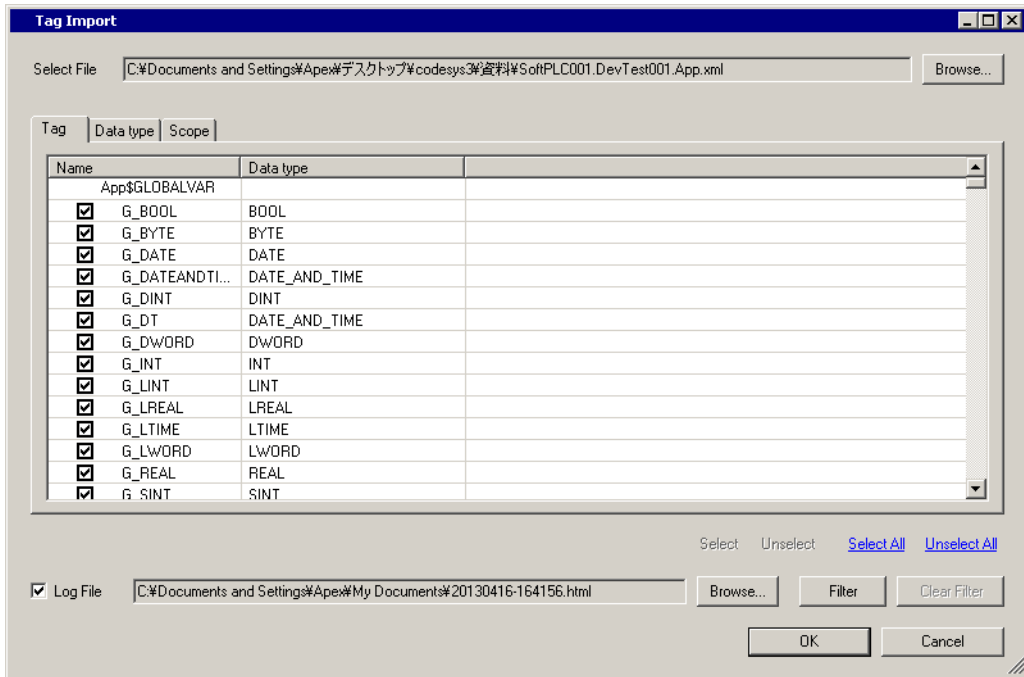 Tag Import
Select File C:¥Documents and Settings¥Apex¥デスクトップ¥codesys3¥資料¥SoftPLC001.DevTest001.App.xml Browse...
Tag Data type Scope
Name Data type
App$GLOBALVAR
G_BOOL BOOL
G_BYTE BYTE
G_DATE DATE
G_DATEANDTI... DATE_AND_TIME
G_DINT DINT
G_DT DATE_AND_TIME
G_DWORD DWORD
G_INT INT
G_LINT LINT
G_LREAL LREAL
G_LTIME LTIME
G_LWORD LWORD
G_REAL REAL
G_SINT SINT
Select Unselect Select All Unselect All
Log File C:¥Documents and Settings¥Apex¥My Documents¥20130416-164156.html Browse... Filter Clear Filter
OK Cancel